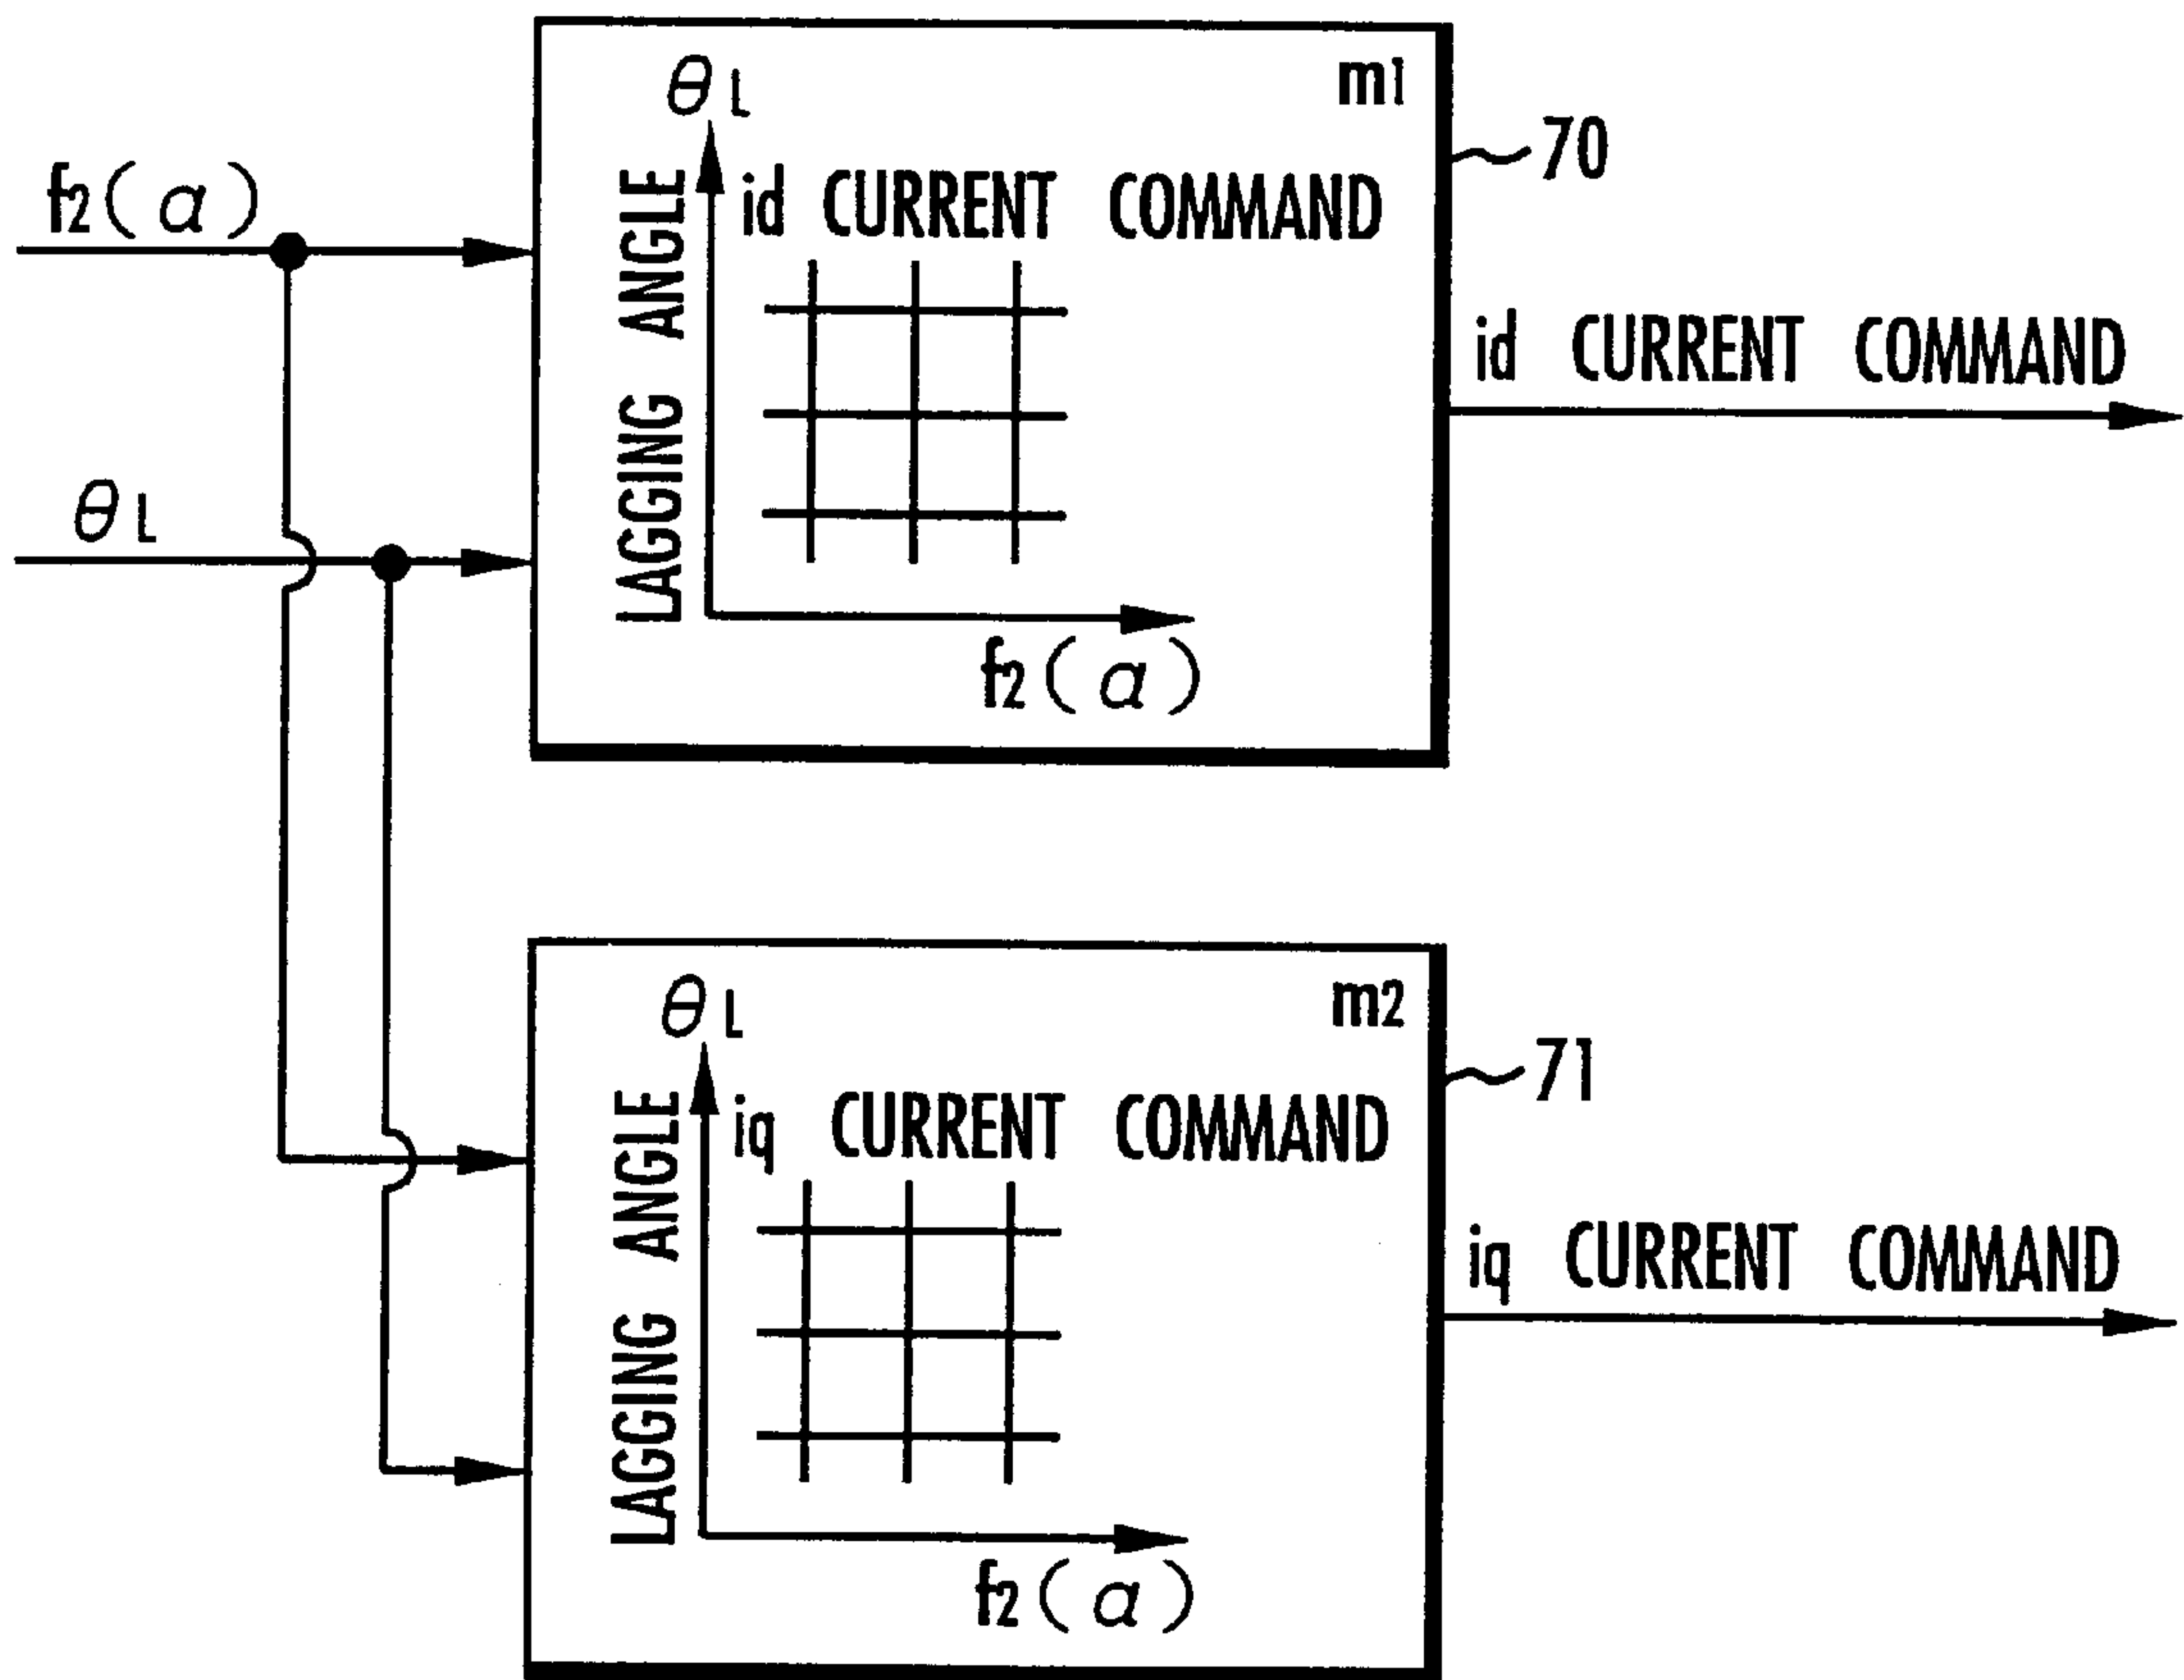 θL
m1
70
f2(α)
LAGGING ANGLE
id CURRENT COMMAND
id CURRENT COMMAND
θL
f2(α)
θL
m2
71
LAGGING ANGLE
iq CURRENT COMMAND
iq CURRENT COMMAND
f2(α)